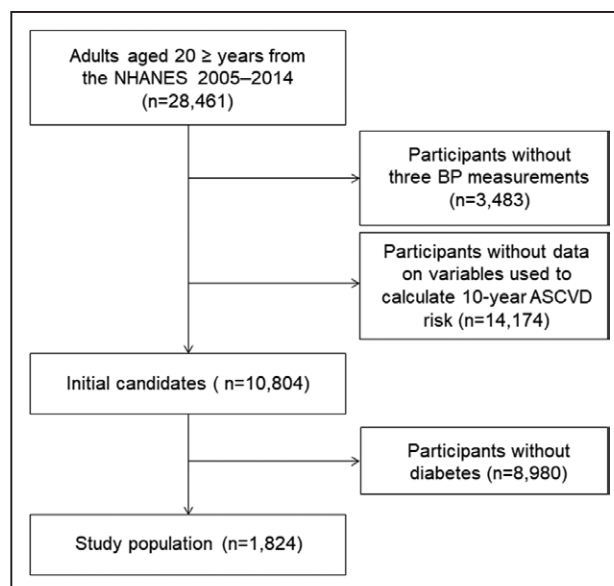 Adults aged 20 ≥ years from
the NHANES 2005–2014
(n=28,461)
Participants without
three BP measurements
(n=3,483)
Participants without data
on variables used to
calculate 10-year ASCVD
risk (n=14,174)
Initial candidates ( n=10,804)
Participants without
diabetes (n=8,980)
Study population (n=1,824)